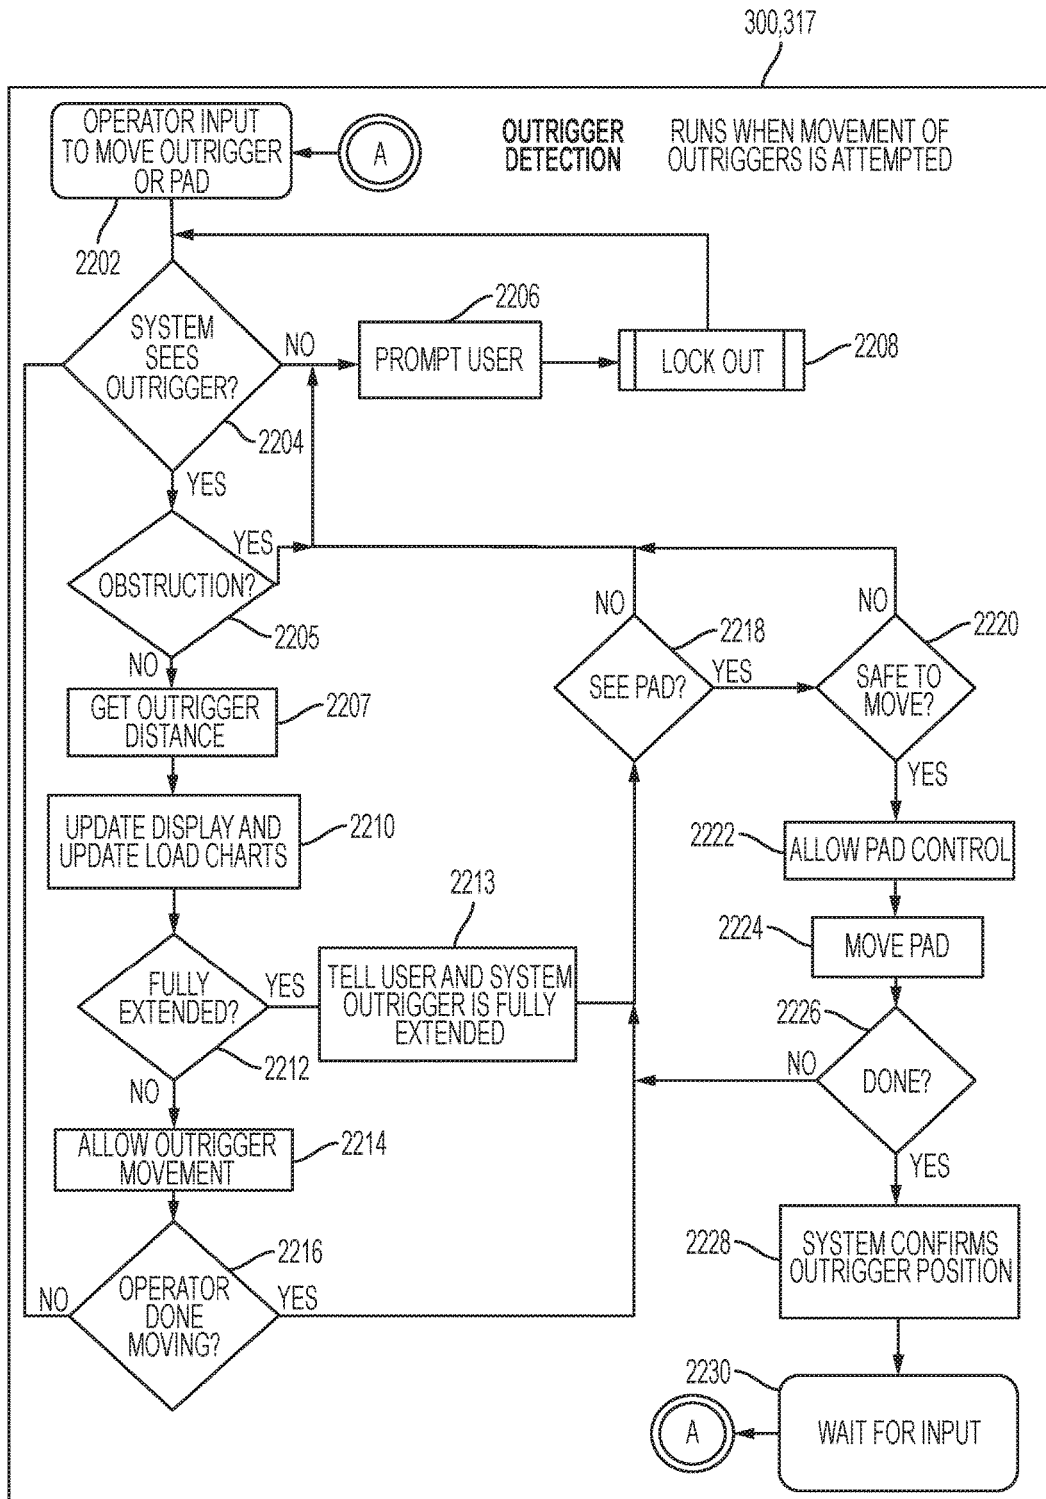 300,317
OPERATOR INPUT
TO MOVE OUTRIGGER
OR PAD
A
OUTRIGGER
DETECTION
RUNS WHEN MOVEMENT OF
OUTRIGGERS IS ATTEMPTED
2202
SYSTEM
SEES
OUTRIGGER?
NO
2206
PROMPT USER
LOCK OUT
2208
2204
YES
YES
OBSTRUCTION?
2205
NO
NO
NO
2218
2220
SEE PAD?
YES
SAFE TO
MOVE?
GET OUTRIGGER
DISTANCE
2207
YES
UPDATE DISPLAY AND
UPDATE LOAD CHARTS
2210
2222
ALLOW PAD CONTROL
2213
2224
MOVE PAD
FULLY
EXTENDED?
YES
TELL USER AND SYSTEM
OUTRIGGER IS FULLY
EXTENDED
2212
NO
2226
NO
DONE?
YES
ALLOW OUTRIGGER
MOVEMENT
2214
2216
NO
OPERATOR
DONE
MOVING?
YES
2228
SYSTEM CONFIRMS
OUTRIGGER POSITION
2230
A
WAIT FOR INPUT